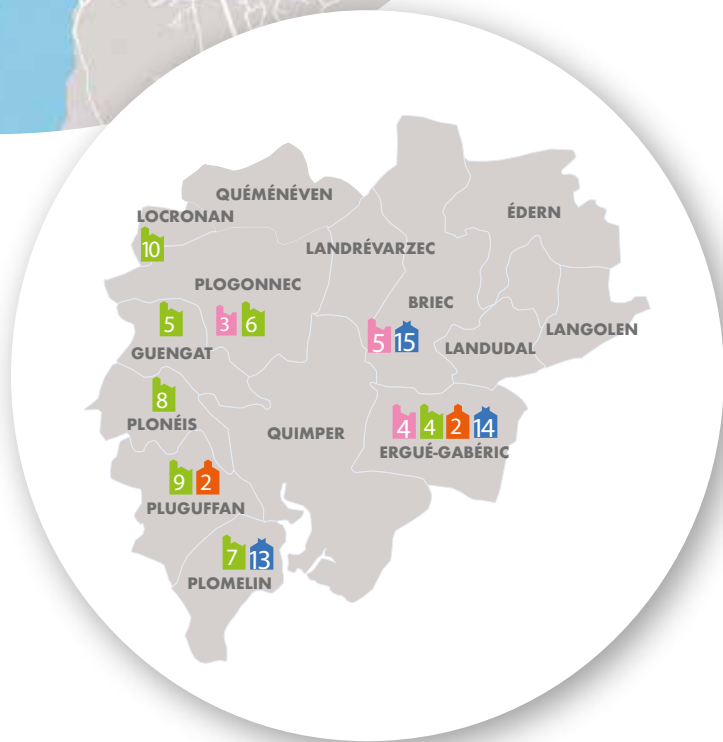 QUÉMÉNÉVEN
LOCRONAN
ÉDERN
10
LANDRÉVARZEC
PLOGONNEC
BRIEC
5
3 6
5 15
LANGOLEN
GUENGAT
LANDUDAL
8
PLONÉIS
QUIMPER
4 4 2 14
ERGUÉ-GABÉRIC
9 2
PLUGUFFAN
7 13
PLOMELIN